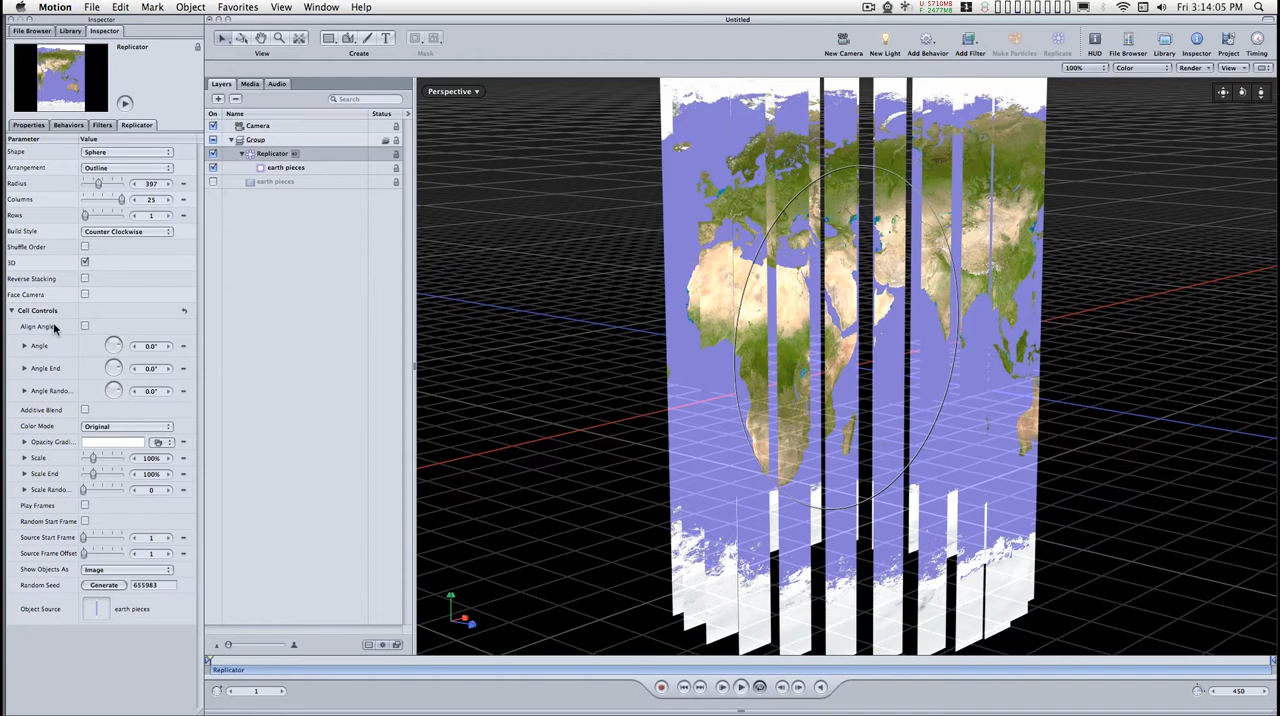 Motion File Edit Mark Object Favorites View Window Help
Fri 3:14:05 PM
Inspector
Untitled
File Browser Library Inspector
Replicator
View Create Mask
New Camera New Light Add Behavior Add Filter Make Particles Replicate HUD File Browser Library Inspector Project Timing
100% Color Render View
Layers Media Audio
Perspective
Search
On Name Status
Camera
Group
Replicator
earth pieces
earth pieces
Properties Behaviors Filters Replicator
Parameter Value
Shape Sphere
Arrangement Outline
Radius 397
Columns 25
Rows 1
Build Style Counter Clockwise
Shuffle Order
3D
Reverse Stacking
Face Camera
Cell Controls
Align Angle
Angle 0.0°
Angle End 0.0°
Angle Rando... 0.0°
Additive Blend
Color Mode Original
Opacity Gradi...
Scale 100%
Scale End 100%
Scale Rando... 0
Play Frames
Random Start Frame
Source Start Frame 1
Source Frame Offset 1
Show Objects As Image
Random Seed Generate 655983
Object Source earth pieces
Replicator
1
450